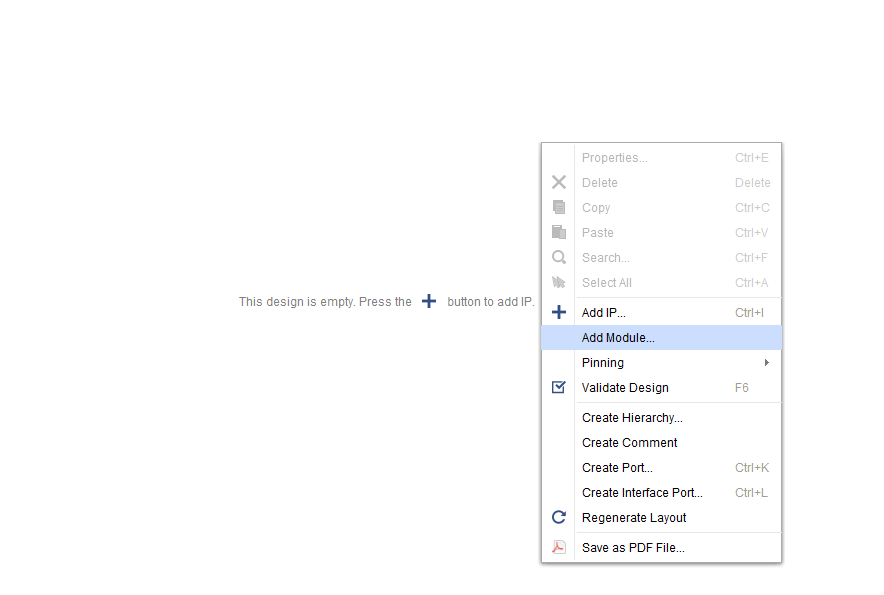 Properties... Ctrl+E
Delete Delete
Copy Ctrl+C
Paste Ctrl+V
Search... Ctrl+F
Select All Ctrl+A
This design is empty. Press the button to add IP.
Add IP... Ctrl+I
Add Module...
Pinning
Validate Design F6
Create Hierarchy...
Create Comment
Create Port... Ctrl+K
Create Interface Port... Ctrl+L
Regenerate Layout
Save as PDF File...